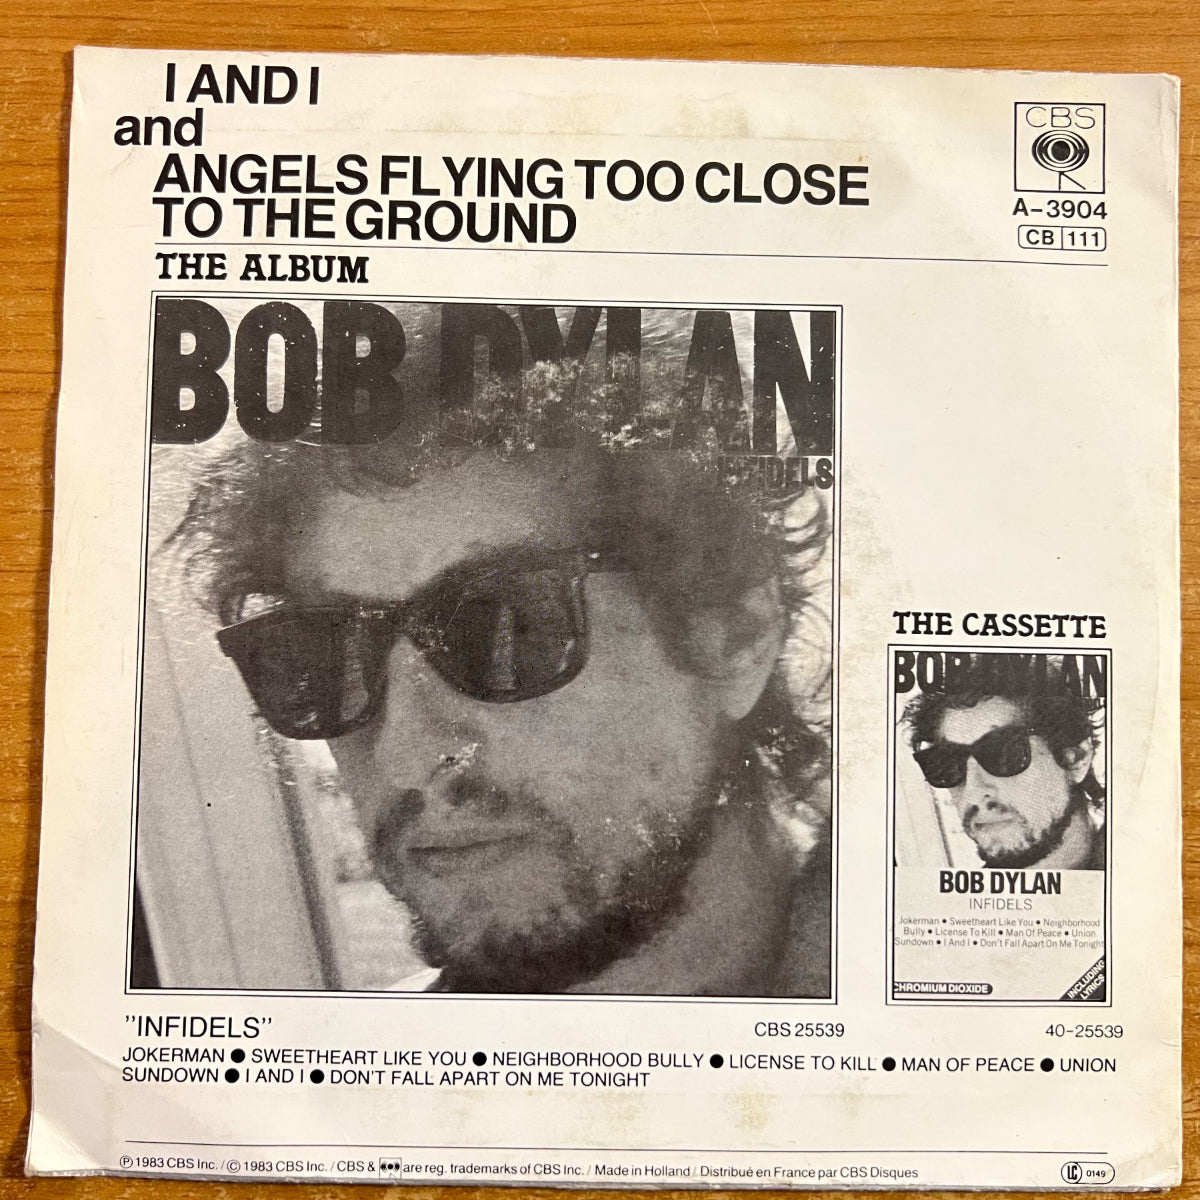 I AND I
and
ANGELS FLYING TOO CLOSE
TO THE GROUND
CBS
A-3904
CB 111
THE ALBUM
BOB DYLAN
INFIDELS
THE CASSETTE
BOB DYLAN
BOB DYLAN
INFIDELS
Jokerman ● Sweetheart Like You ● Neighborhood
Bully ● License To Kill ● Man Of Peace ● Union
Sundown ● I And I ● Don't Fall Apart On Me Tonight
CHROMIUM DIOXIDE
INCLUDING
LYRICS
"INFIDELS" CBS 25539 40-25539
JOKERMAN ● SWEETHEART LIKE YOU ● NEIGHBORHOOD BULLY ● LICENSE TO KILL ● MAN OF PEACE ● UNION
SUNDOWN ● I AND I ● DON'T FALL APART ON ME TONIGHT
℗ 1983 CBS Inc. / © 1983 CBS Inc. / CBS & are reg. trademarks of CBS Inc. / Made in Holland / Distribué en France par CBS Disques
LC 0149